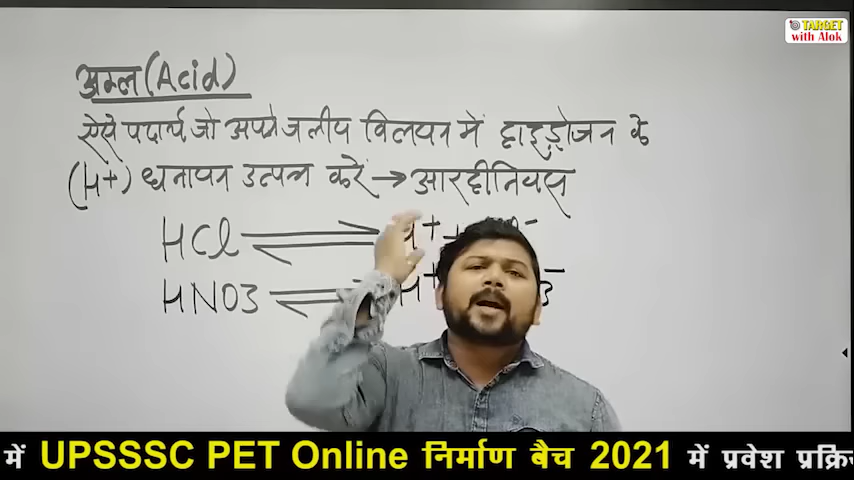 TARGET
with Alok
अम्ल (Acid)
ऐसे पदार्थ, जो अपने जलीय विलयन में हाइड्रोजन के
(H+) धनायन उत्पन्न करें → आरहीनियस
HCl ⇌ H+ + -
HNO3 ⇌ H+ 3-
में UPSSSC PET Online निर्माण बैच 2021 में प्रवेश